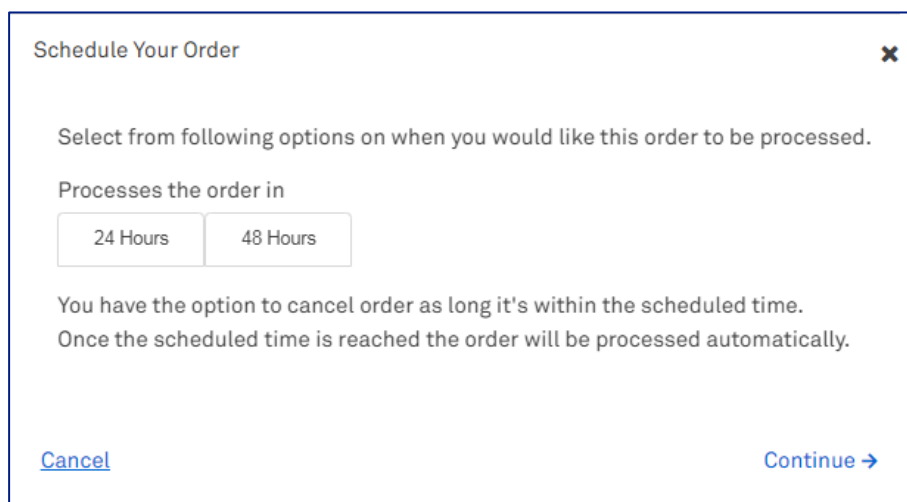 Schedule Your Order
Select from following options on when you would like this order to be processed.
Processes the order in
24 Hours 48 Hours
You have the option to cancel order as long it's within the scheduled time.
Once the scheduled time is reached the order will be processed automatically.
Cancel Continue →